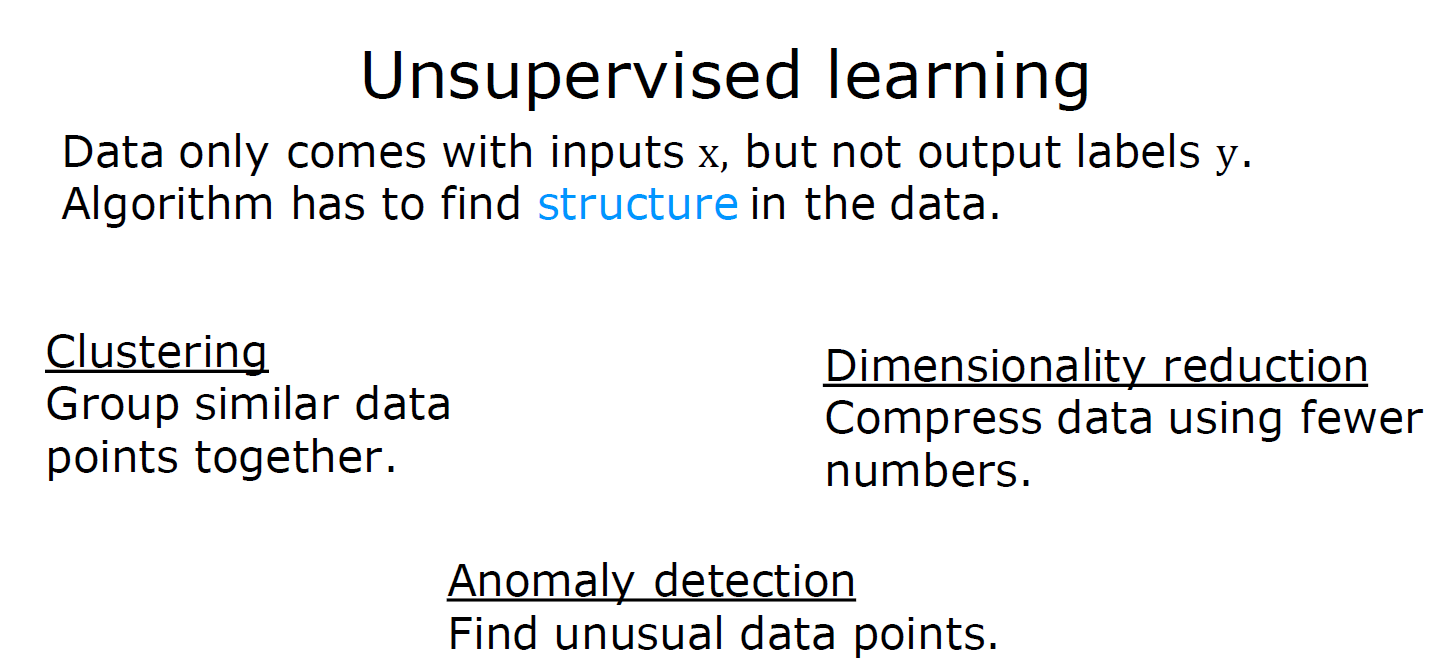 Unsupervised learning
Data only comes with inputs x, but not output labels y.
Algorithm has to find structure in the data.
Clustering
Group similar data
points together.
Dimensionality reduction
Compress data using fewer
numbers.
Anomaly detection
Find unusual data points.